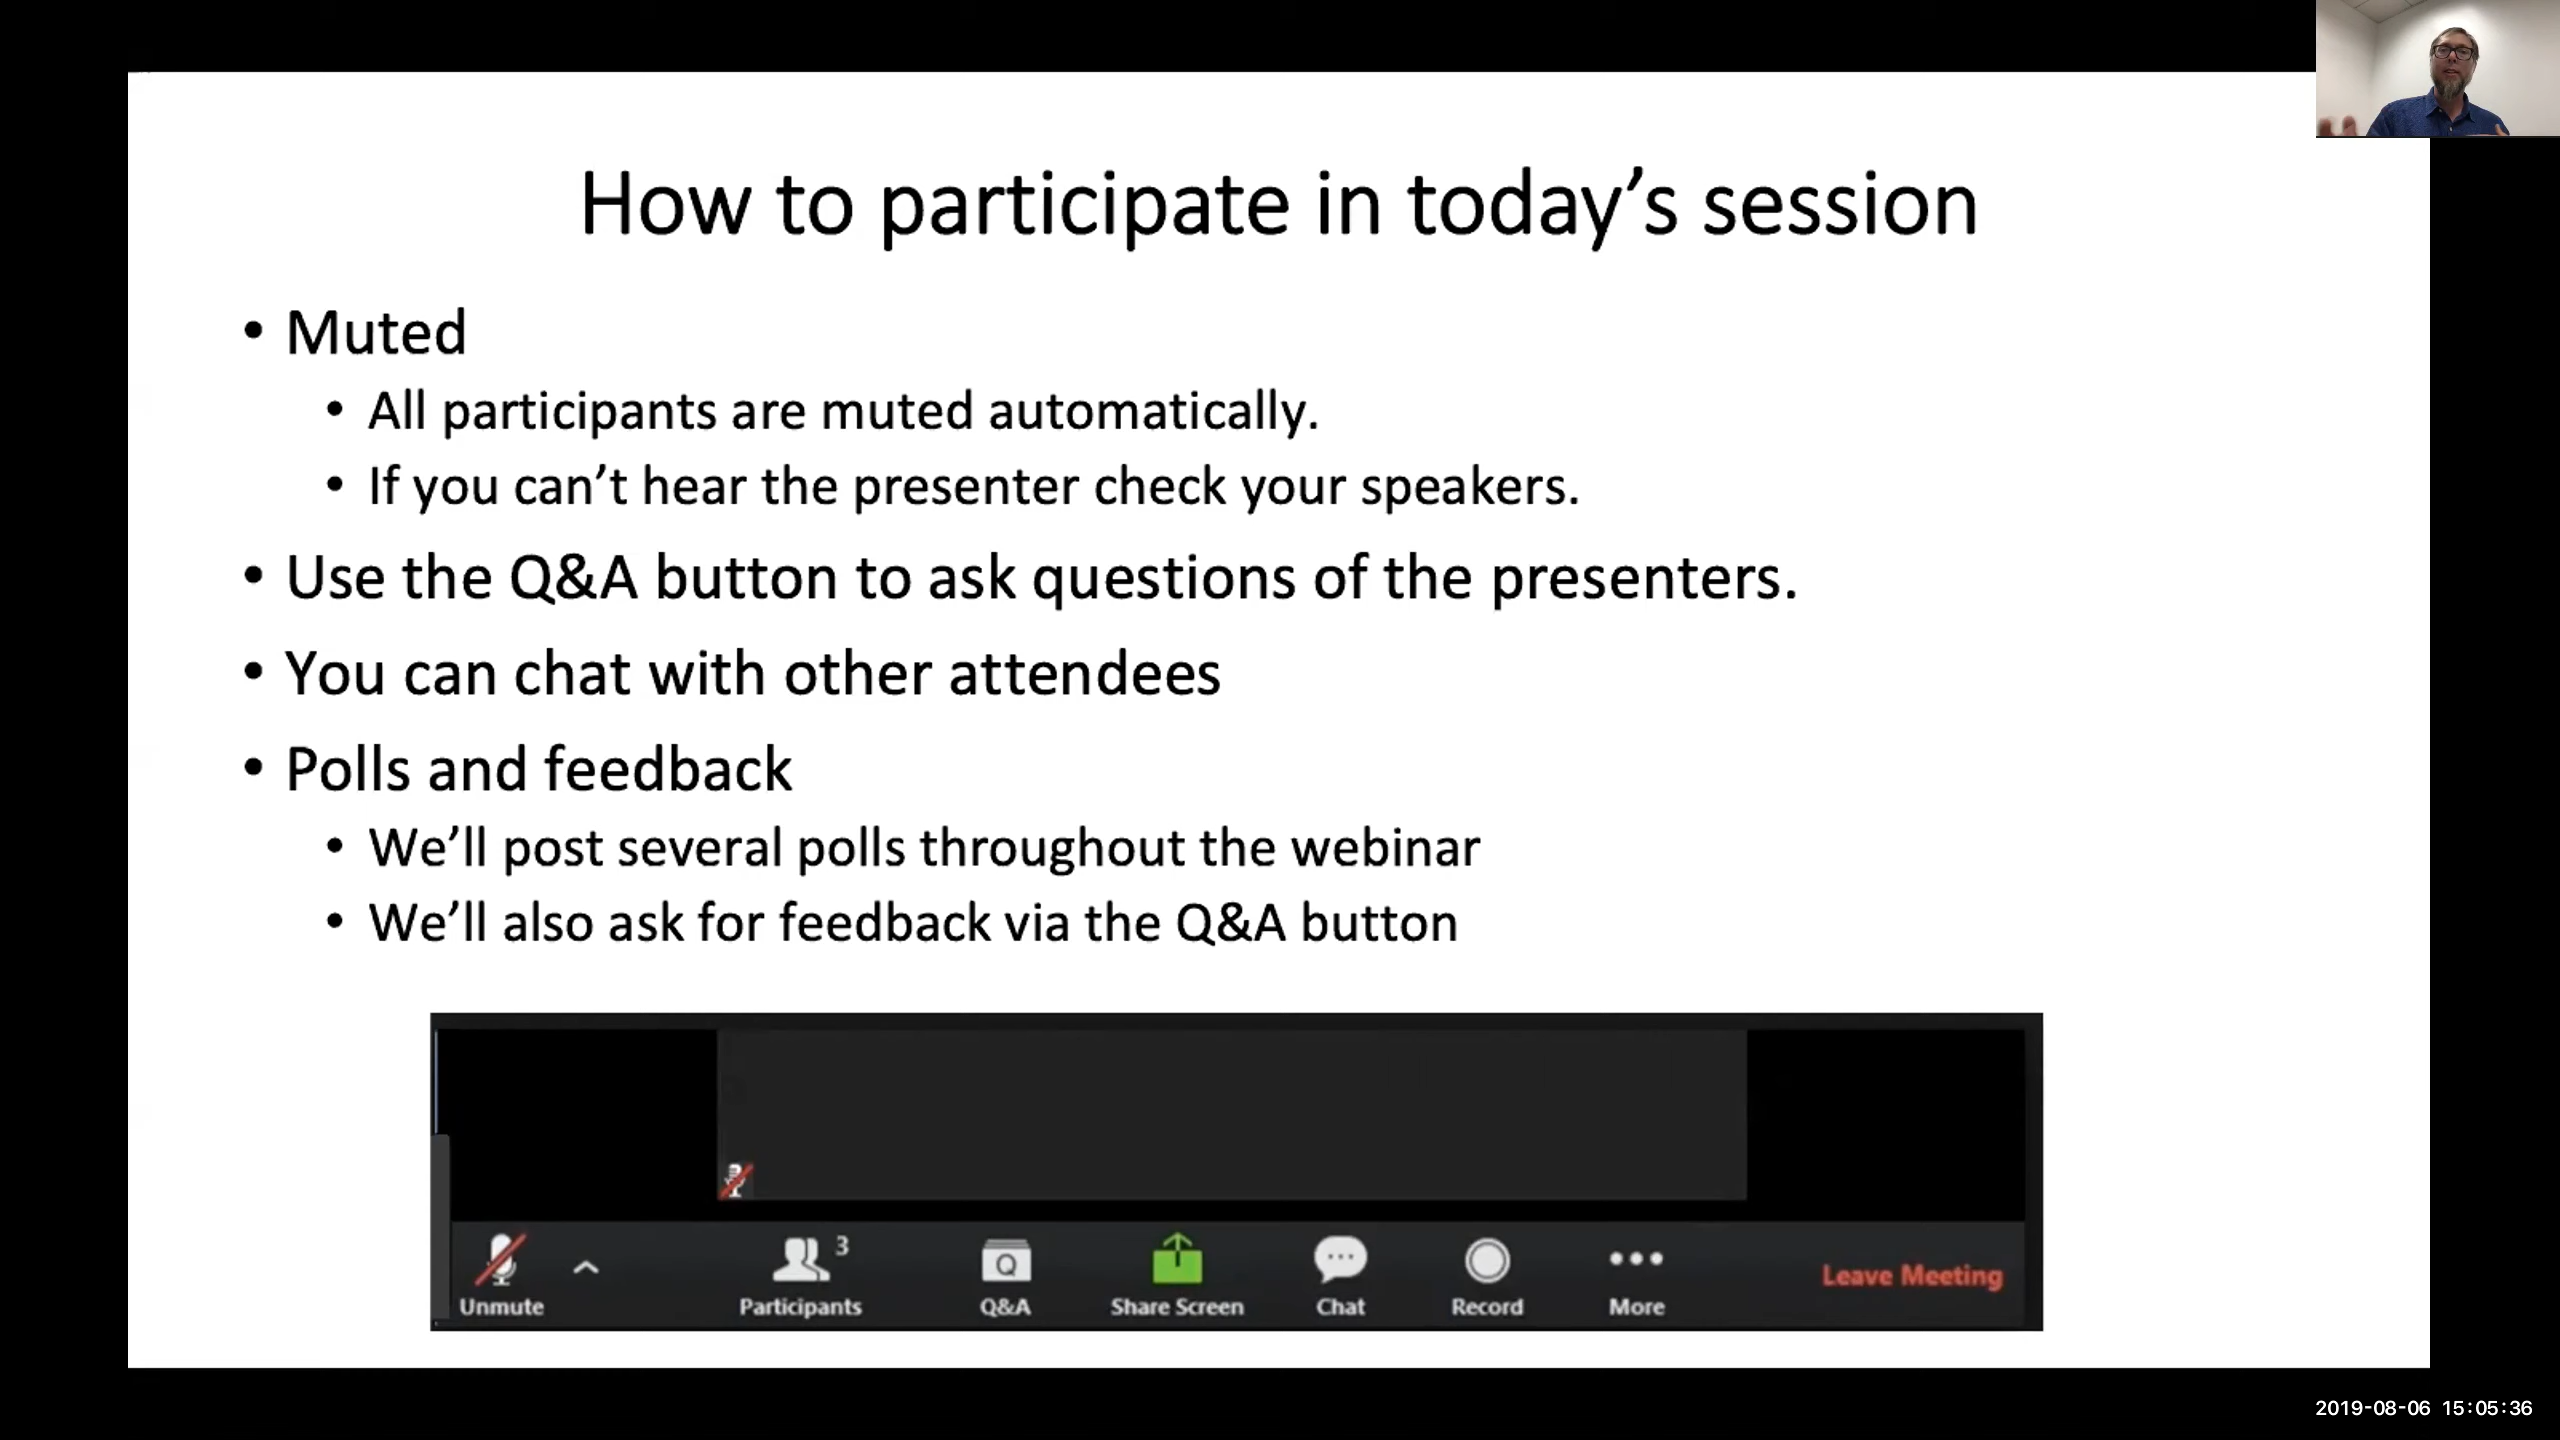 How to participate in today’s session
• Muted
• All participants are muted automatically.
• If you can’t hear the presenter check your speakers.
• Use the Q&A button to ask questions of the presenters.
• You can chat with other attendees
• Polls and feedback
• We’ll post several polls throughout the webinar
• We’ll also ask for feedback via the Q&A button
3
Q
Unmute Participants Q&A Share Screen Chat Record More Leave Meeting
2019-08-06 15:05:36